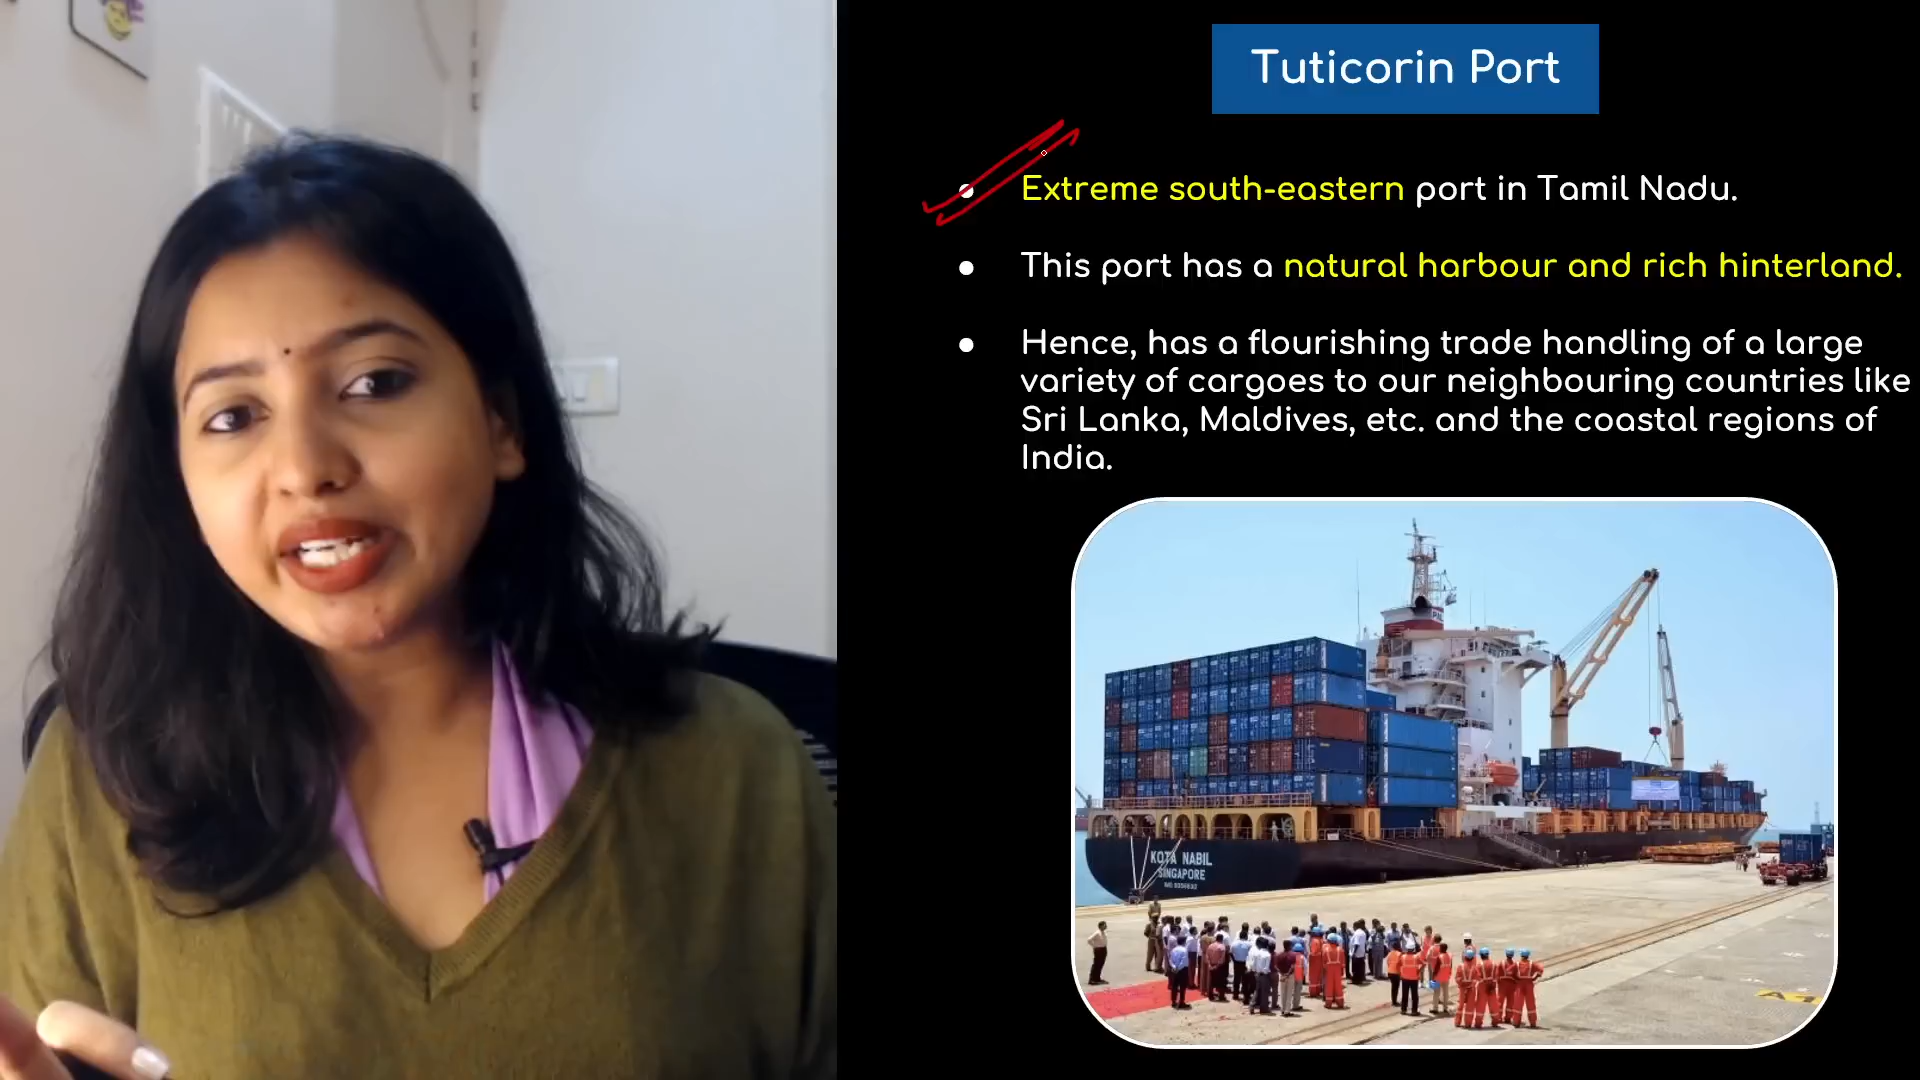 Tuticorin Port
Extreme south-eastern port in Tamil Nadu.
This port has a natural harbour and rich hinterland.
Hence, has a flourishing trade handling of a large
variety of cargoes to our neighbouring countries like
Sri Lanka, Maldives, etc. and the coastal regions of
India.
KOTA NABIL
SINGAPORE